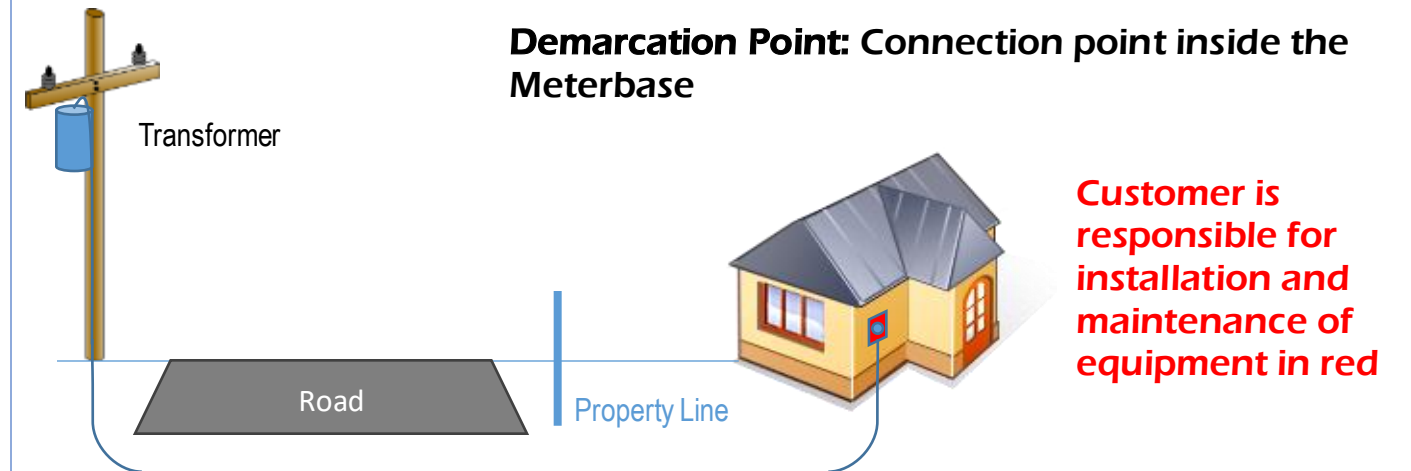 Demarcation Point: Connection point inside the
Meterbase
Transformer
Customer is
responsible for
installation and
maintenance of
equipment in red
Road
Property Line